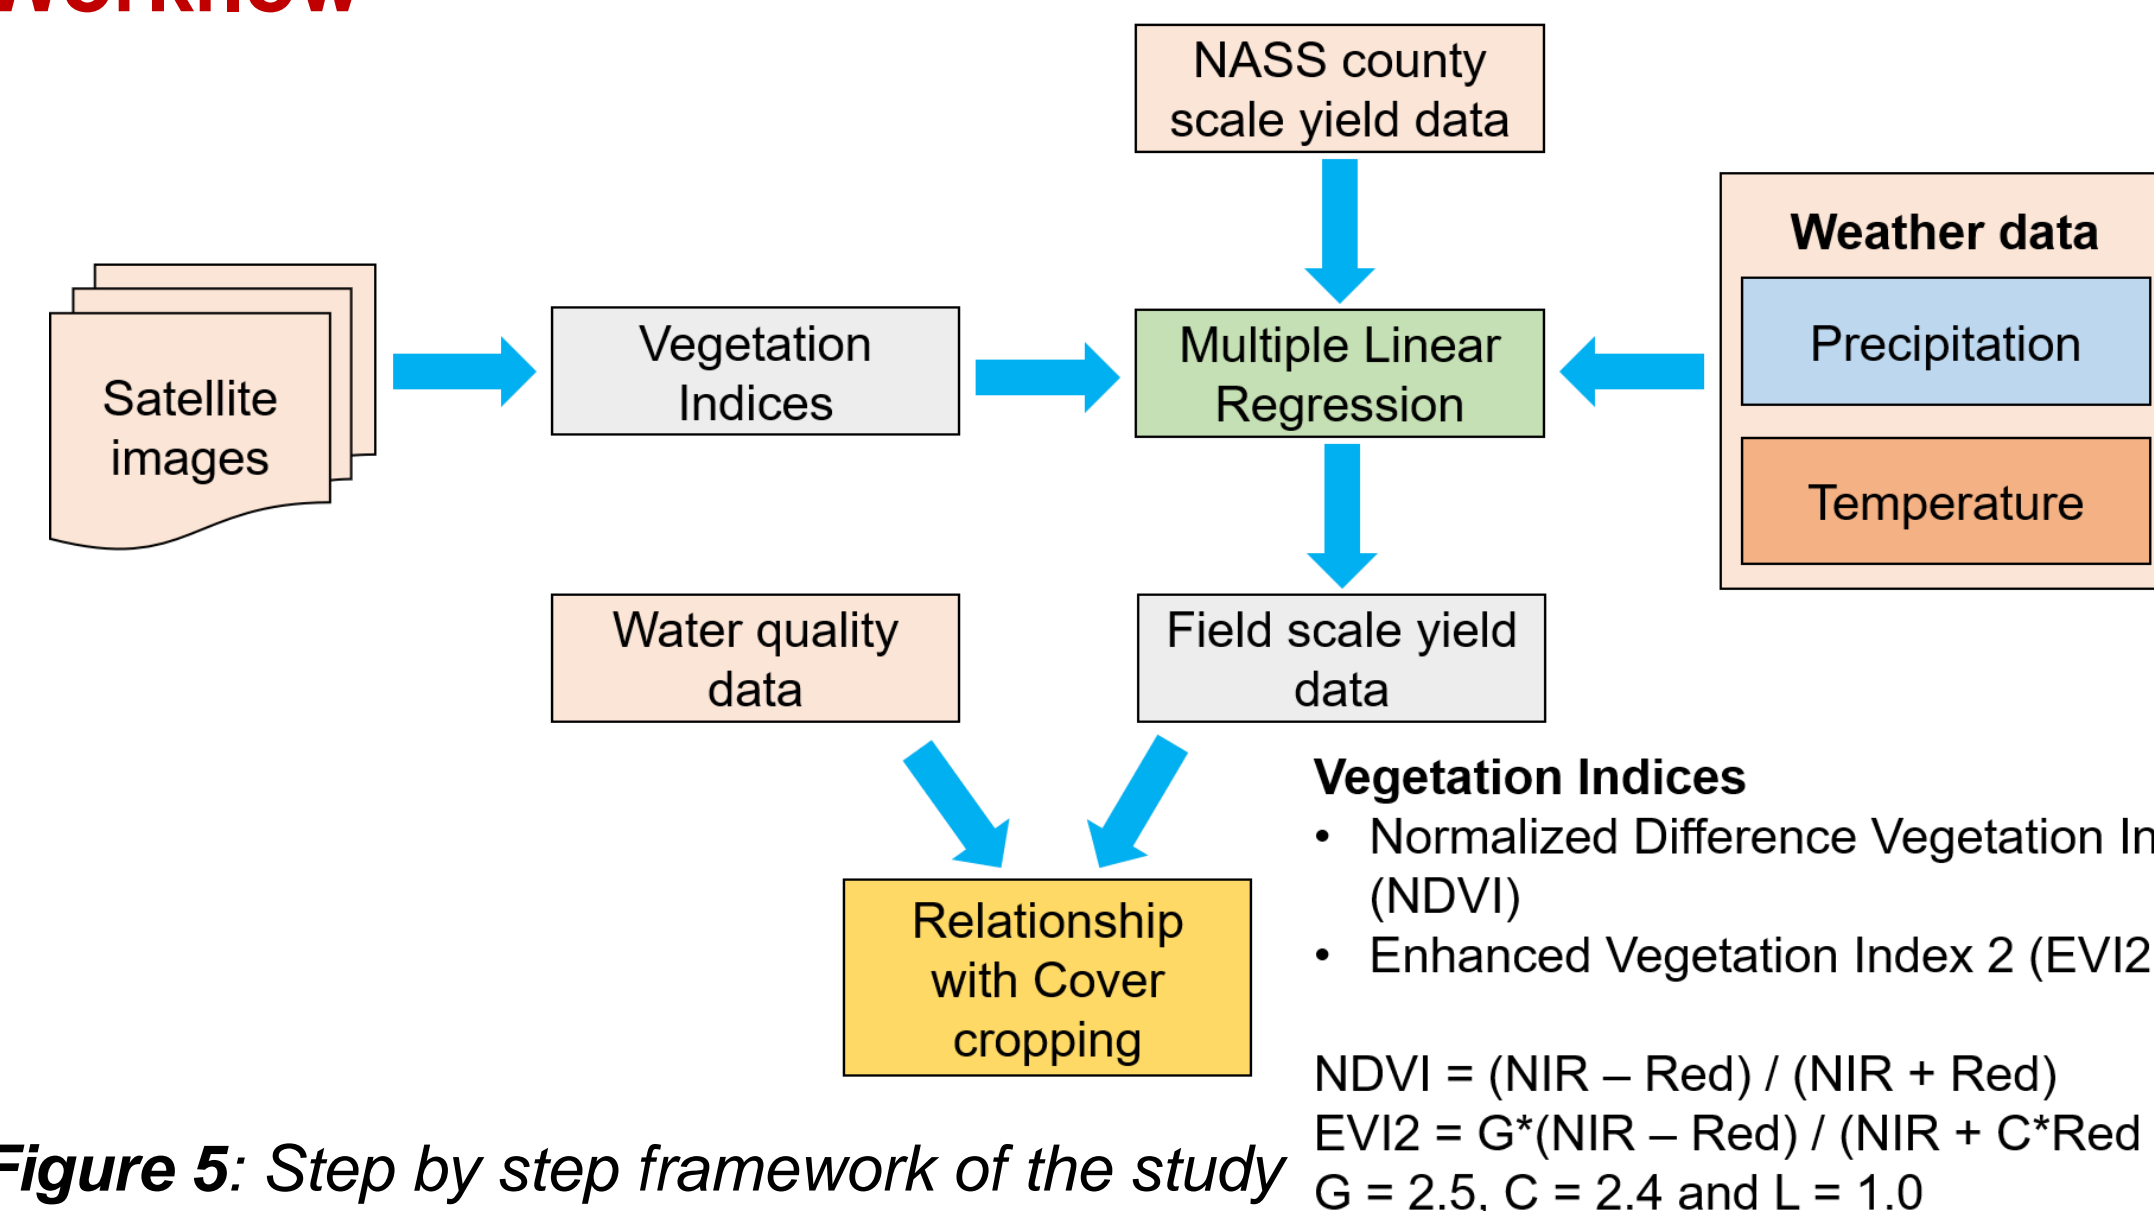 Workflow
NASS county
scale yield data
Weather data
Precipitation
Temperature
Satellite
images
Vegetation
Indices
Multiple Linear
Regression
Water quality
data
Field scale yield
data
Relationship
with Cover
cropping
Vegetation Indices
• Normalized Difference Vegetation In
(NDVI)
• Enhanced Vegetation Index 2 (EVI2
NDVI = (NIR – Red) / (NIR + Red)
EVI2 = G*(NIR – Red) / (NIR + C*Red
G = 2.5, C = 2.4 and L = 1.0
Figure 5: Step by step framework of the study